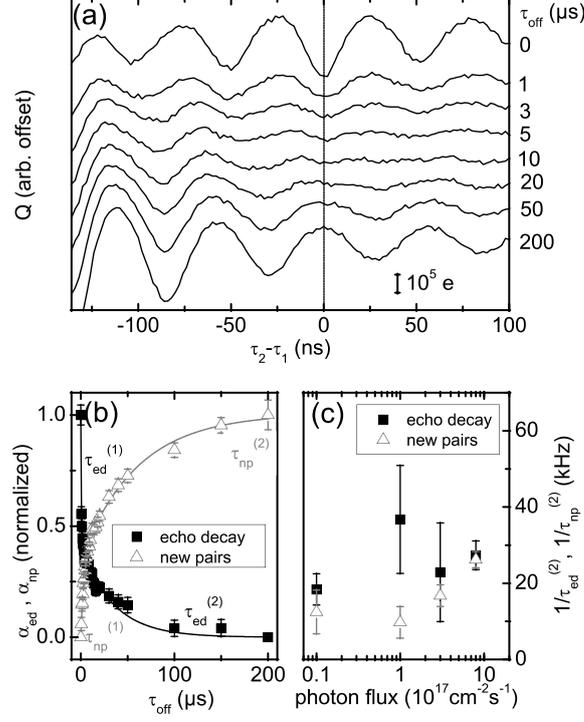 (a)
τoff (µs)
0
1
3
5
10
20
50
200
Q (arb. offset)
10⁵ e
-100 -50 0 50 100
τ₂-τ₁ (ns)
(b)
1.0
0.5
0.0
αed , αnp (normalized)
τed⁽¹⁾
τnp⁽²⁾
echo decay
new pairs
τed⁽²⁾
τnp⁽¹⁾
0 50 100 150 200
τoff (µs)
(c)
echo decay
new pairs
60
40
20
0
1/τed⁽²⁾, 1/τnp⁽²⁾ (kHz)
0.1 1 10
photon flux (10¹⁷cm⁻²s⁻¹)